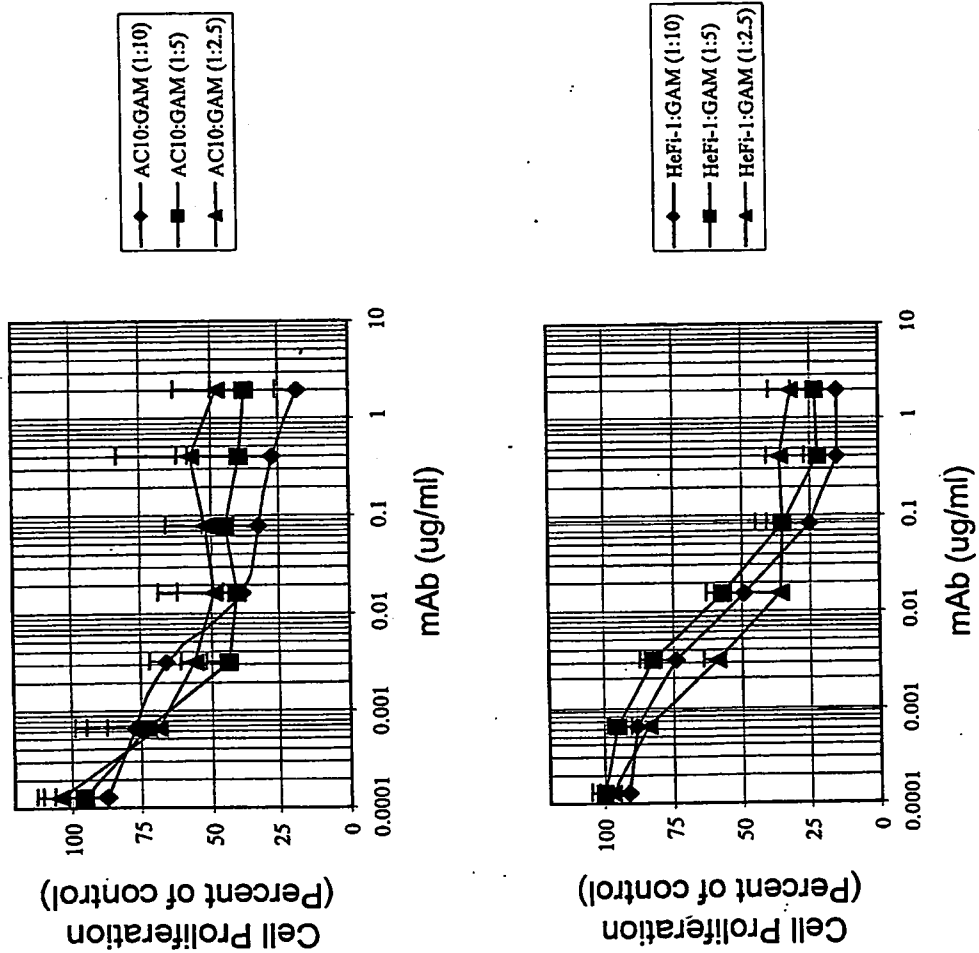 Cell Proliferation
(Percent of control)
100
75
50
25
0
0.0001
0.001
0.01
0.1
1
10
mAb (ug/ml)
AC10:GAM (1:10)
AC10:GAM (1:5)
AC10:GAM (1:2.5)
Cell Proliferation
(Percent of control)
100
75
50
25
0
0.0001
0.001
0.01
0.1
1
10
mAb (ug/ml)
HeFi-1:GAM (1:10)
HeFi-1:GAM (1:5)
HeFi-1:GAM (1:2.5)